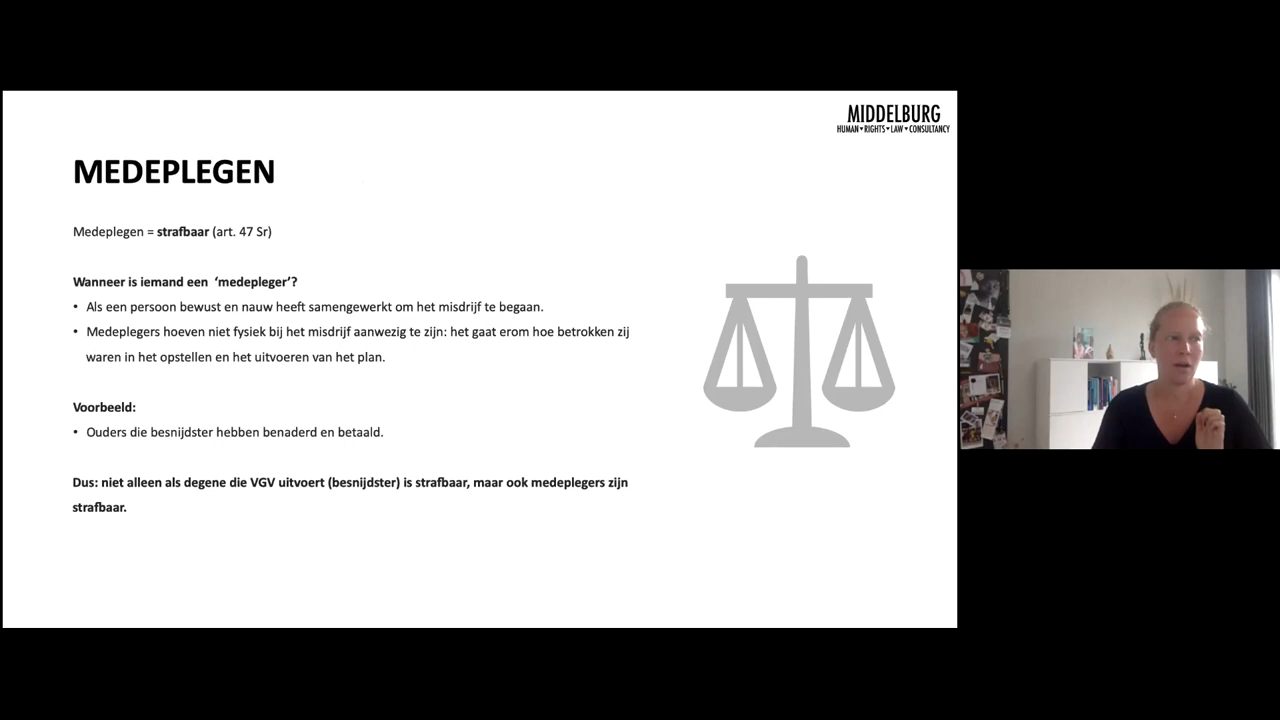 MIDDELBURG
HUMAN ♥ RIGHTS ♥ LAW ♥ CONSULTANCY
MEDEPLEGEN
Medeplegen = strafbaar (art. 47 Sr)
Wanneer is iemand een ‘medepleger’?
• Als een persoon bewust en nauw heeft samengewerkt om het misdrijf te begaan.
• Medeplegers hoeven niet fysiek bij het misdrijf aanwezig te zijn: het gaat erom hoe betrokken zij
waren in het opstellen en het uitvoeren van het plan.
Voorbeeld:
• Ouders die besnijdster hebben benaderd en betaald.
Dus: niet alleen als degene die VGV uitvoert (besnijdster) is strafbaar, maar ook medeplegers zijn
strafbaar.